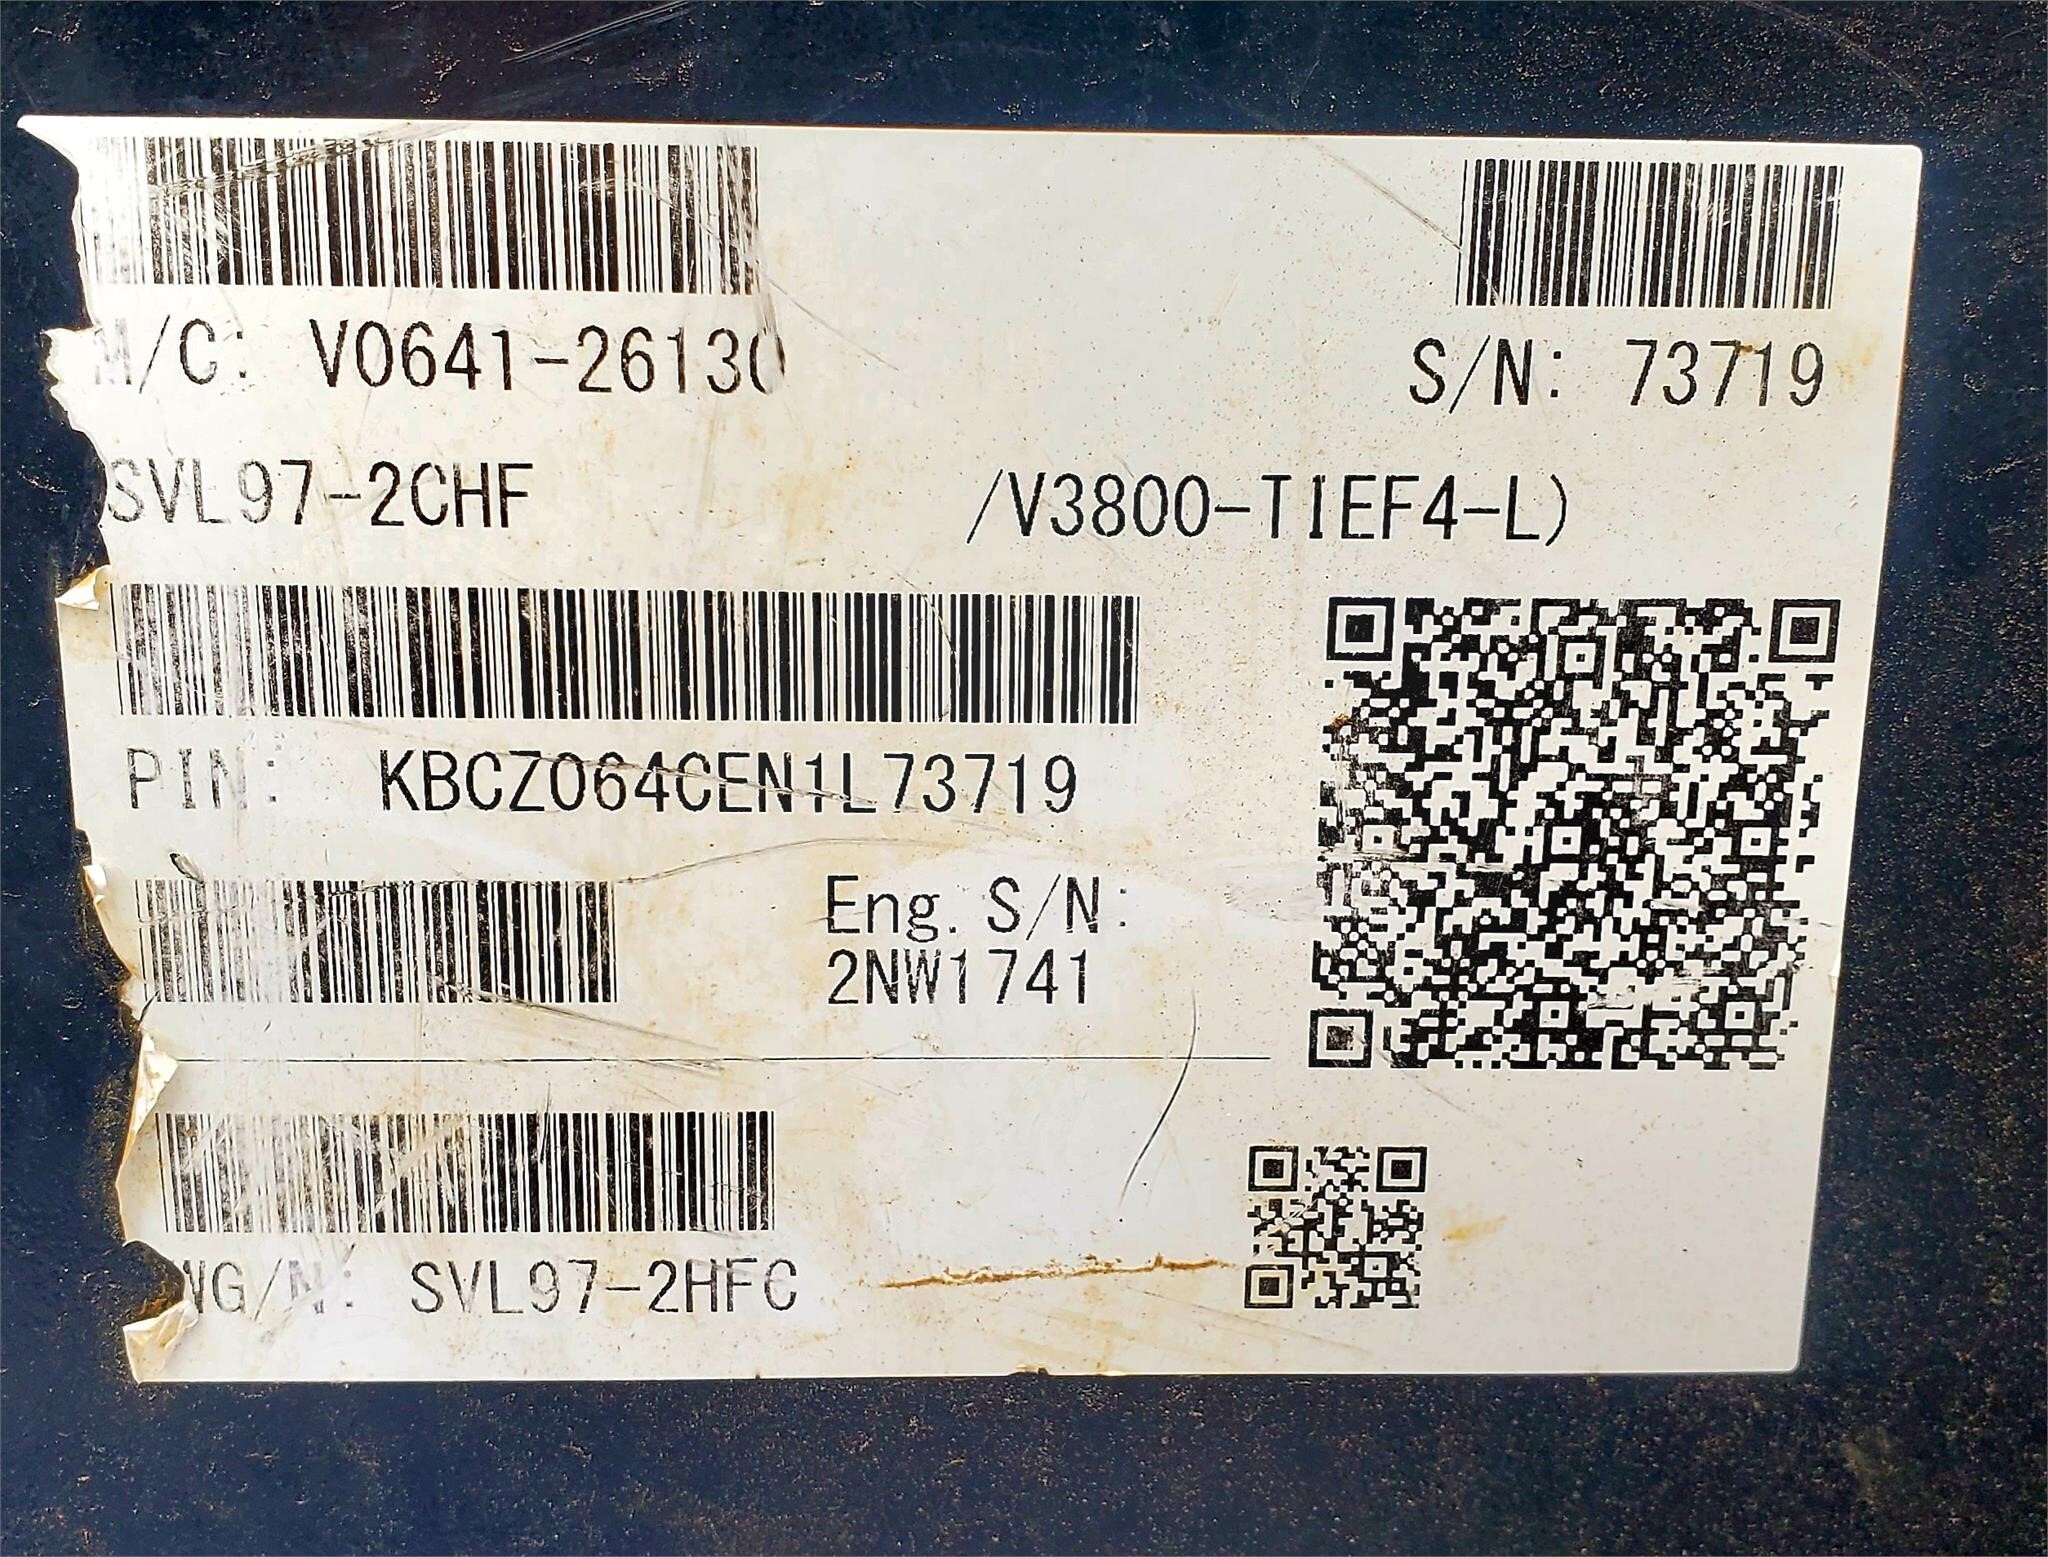 M/C: V0641-26130 S/N: 73719
SVL97-2CHF /V3800-TIEF4-L)
PIN: KBCZ064CEN1L73719
Eng. S/N:
2NW1741
WG/N: SVL97-2HFC